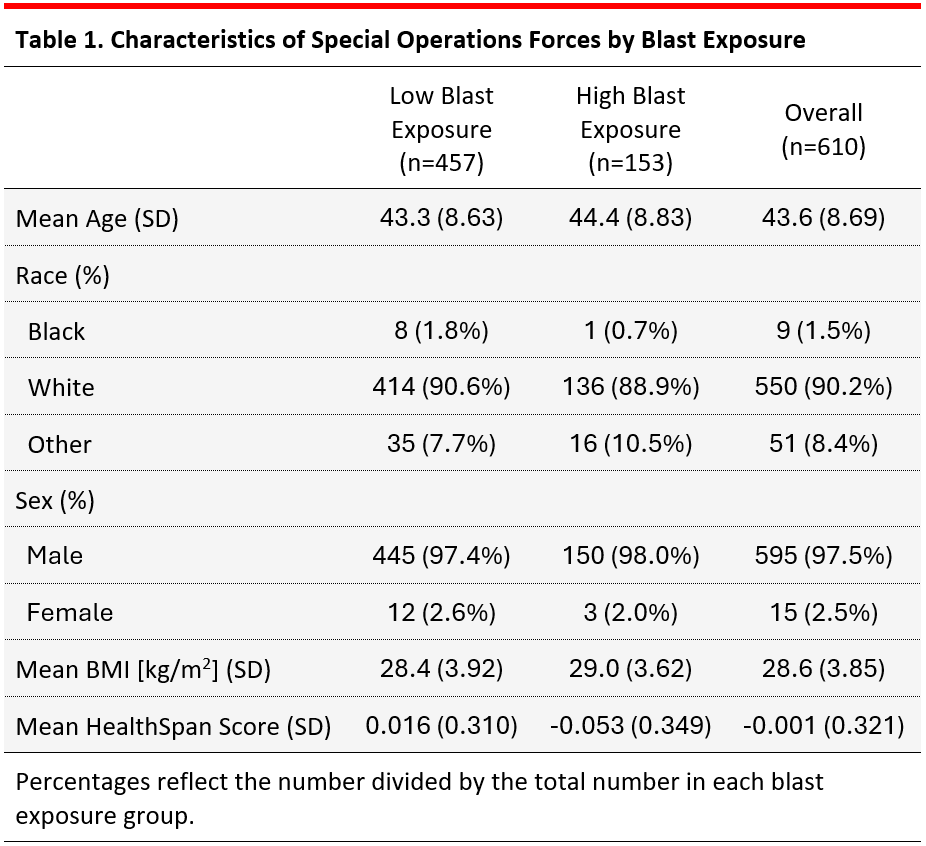 Table 1. Characteristics of Special Operations Forces by Blast Exposure
Low Blast Exposure (n=457) High Blast Exposure (n=153) Overall (n=610)
Mean Age (SD) 43.3 (8.63) 44.4 (8.83) 43.6 (8.69)
Race (%)
Black 8 (1.8%) 1 (0.7%) 9 (1.5%)
White 414 (90.6%) 136 (88.9%) 550 (90.2%)
Other 35 (7.7%) 16 (10.5%) 51 (8.4%)
Sex (%)
Male 445 (97.4%) 150 (98.0%) 595 (97.5%)
Female 12 (2.6%) 3 (2.0%) 15 (2.5%)
Mean BMI [kg/m²] (SD) 28.4 (3.92) 29.0 (3.62) 28.6 (3.85)
Mean HealthSpan Score (SD) 0.016 (0.310) -0.053 (0.349) -0.001 (0.321)
Percentages reflect the number divided by the total number in each blast
exposure group.